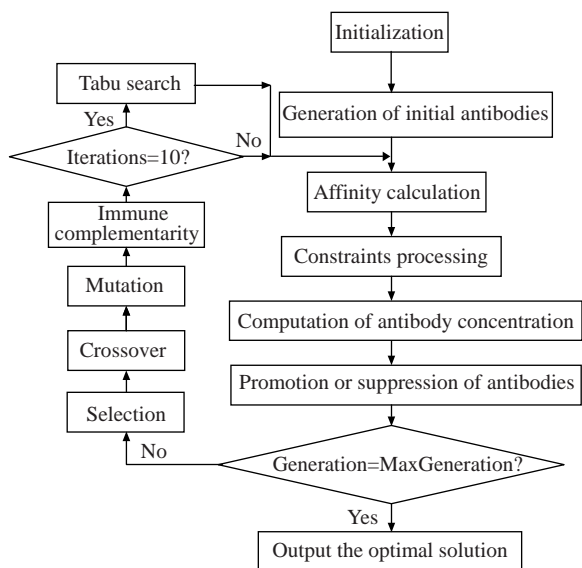 Initialization
Tabu search
Generation of initial antibodies
Yes
No
Iterations=10?
Affinity calculation
Immune
complementarity
Constraints processing
Mutation
Computation of antibody concentration
Crossover
Promotion or suppression of antibodies
Selection
No
Generation=MaxGeneration?
Yes
Output the optimal solution